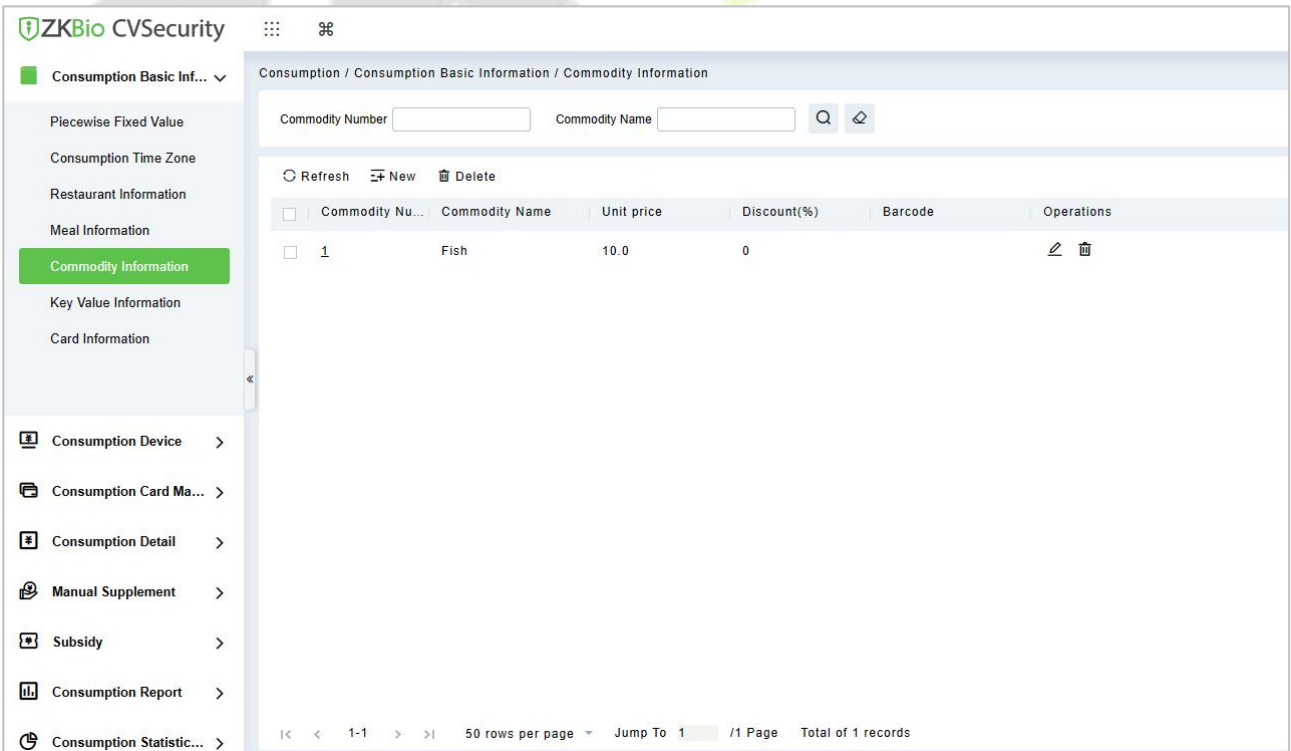 ZKBio CVSecurity
Consumption Basic Inf...
Piecewise Fixed Value
Consumption Time Zone
Restaurant Information
Meal Information
Commodity Information
Key Value Information
Card Information
Consumption Device
Consumption Card Ma...
Consumption Detail
Manual Supplement
Subsidy
Consumption Report
Consumption Statistic...
Consumption / Consumption Basic Information / Commodity Information
Commodity Number Commodity Name
Refresh New Delete
Commodity Nu... Commodity Name Unit price Discount(%) Barcode Operations
1 Fish 10.0 0
1-1 50 rows per page Jump To 1 /1 Page Total of 1 records